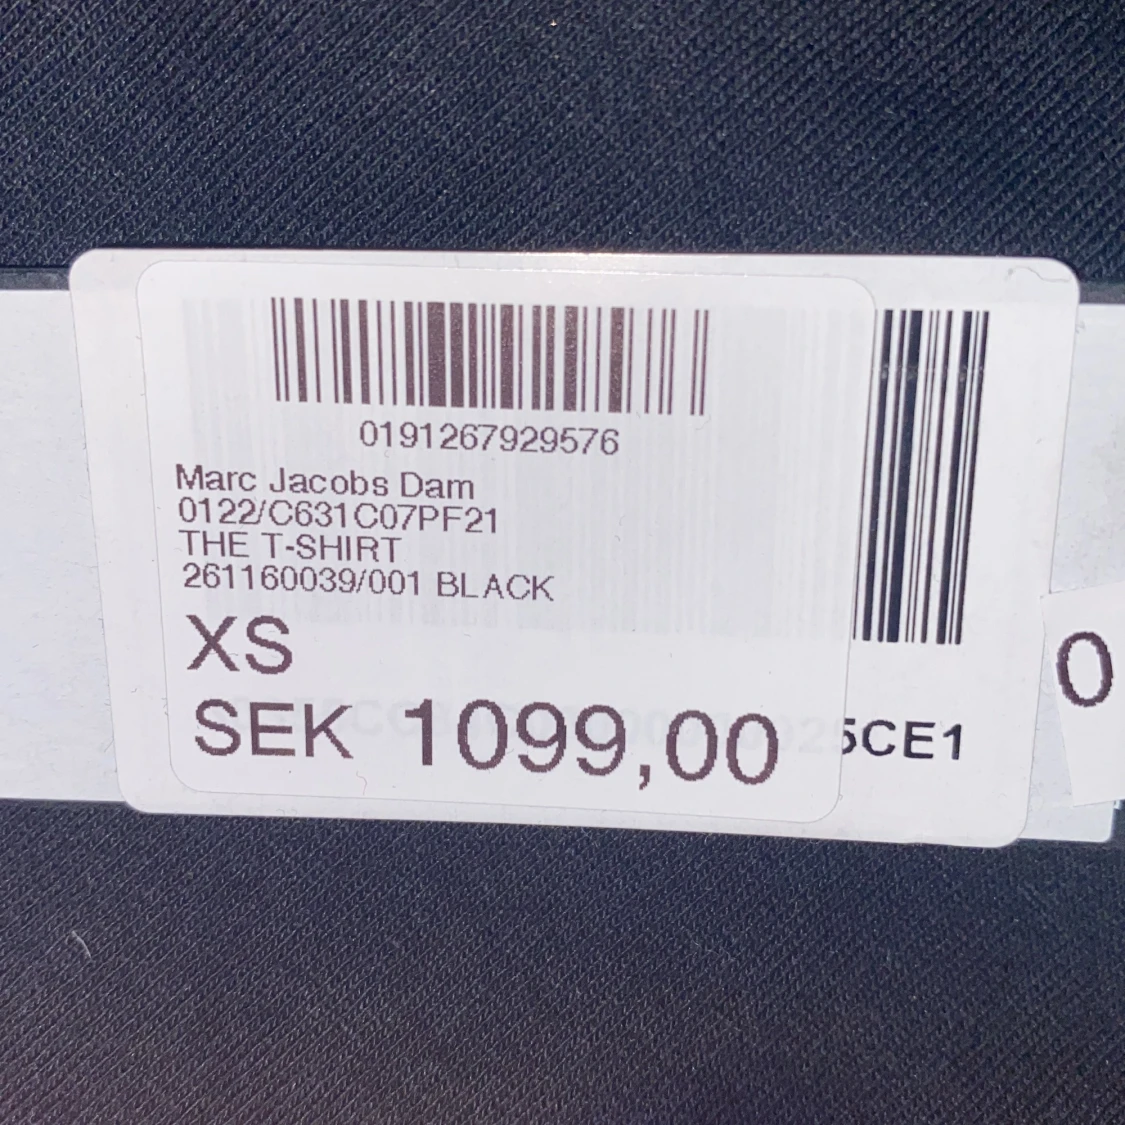 0191267929576
Marc Jacobs Dam
0122/C631C07PF21
THE T-SHIRT
261160039/001 BLACK
XS
SEK 1099,00
5CE1
0